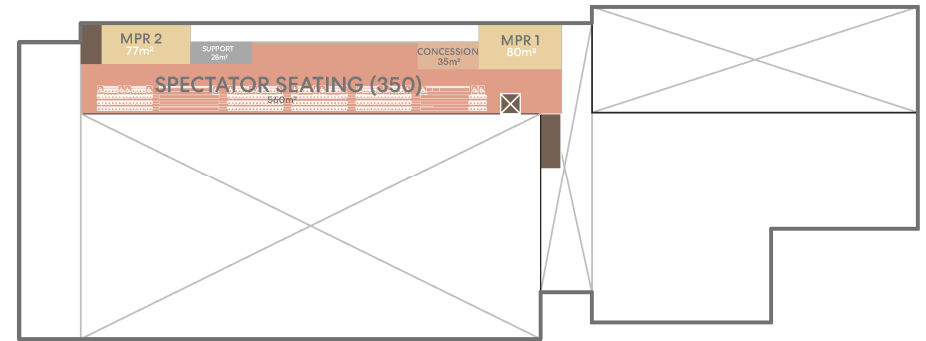 MPR 2
77m²
SUPPORT
28m²
CONCESSION
35m²
MPR 1
80m²
SPECTATOR SEATING (350)
560m²